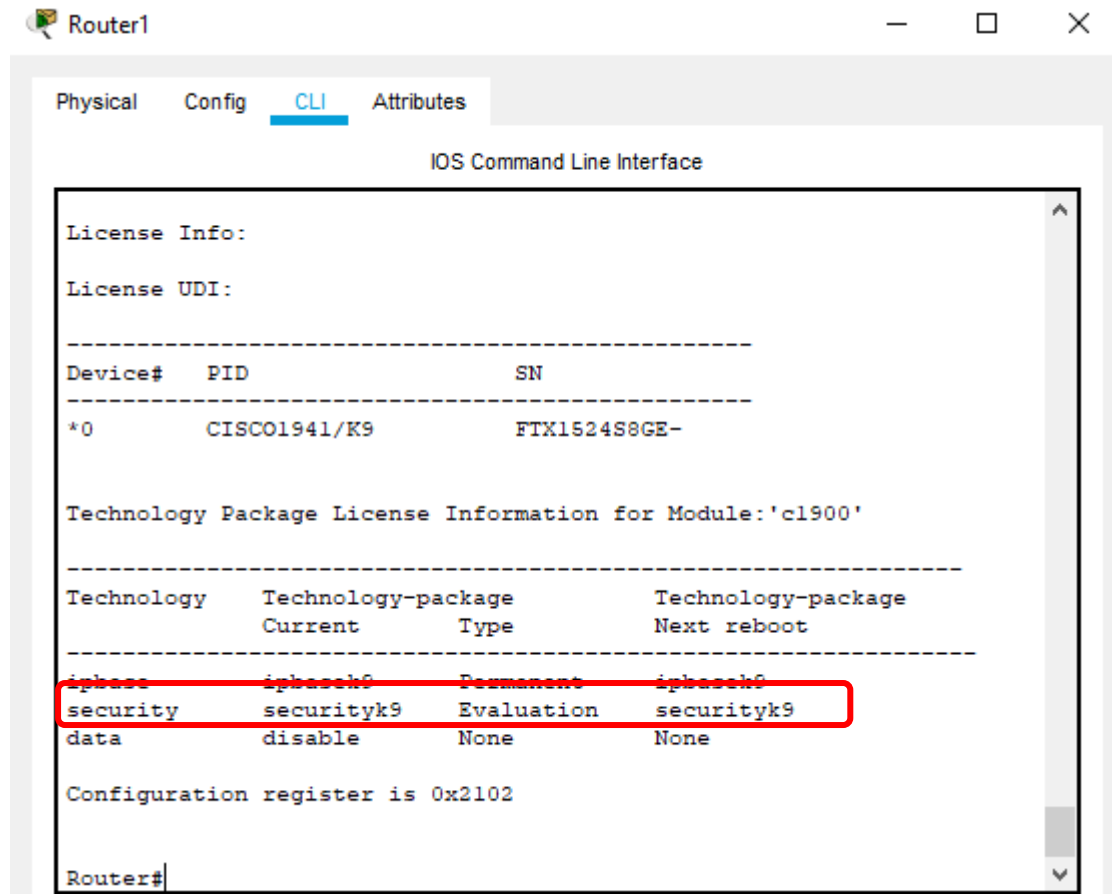 Router1
Physical Config CLI Attributes
IOS Command Line Interface
License Info:
License UDI:
-------------------------------------------------
Device# PID SN
-------------------------------------------------
*0 CISCO1941/K9 FTX1524S8GE-
Technology Package License Information for Module:'c1900'
----------------------------------------------------------------
Technology Technology-package Technology-package
Current Type Next reboot
-----------------------------------------------------------------
ipbase ipbasek9 Permanent ipbasek9
security securityk9 Evaluation securityk9
data disable None None
Configuration register is 0x2102
Router#